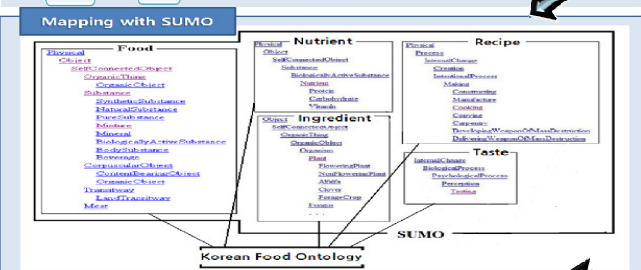 Mapping with SUMO
Food
Physical
Object
SelfConnectedObject
OrganicThing
OrganicObject
Substance
SyntheticSubstance
NaturalSubstance
PureSubstance
Mixture
Mineral
BiologicallyActiveSubstance
BodySubstance
Beverage
CorpuscularObject
ContentBearingObject
OrganicObject
Transitway
LandTransitway
Meat
Nutrient
Physical
Object
SelfConnectedObject
Substance
BiologicallyActiveSubstance
Nutrient
Protein
Carbohydrate
Vitamin
Ingredient
Object
SelfConnectedObject
OrganicThing
OrganicObject
Organism
Plant
FloweringPlant
NonFloweringPlant
Alfalfa
Clover
ForageCrop
Fungus
Recipe
Physical
Process
InternalChange
Creation
IntentionalProcess
Making
Constructing
Manufacture
Cooking
Copying
Carpentry
DevelopingWeaponOfMassDestruction
DeliveringWeaponOfMassDestruction
Taste
InternalChange
BiologicalProcess
PsychologicalProcess
Perception
Tasting
SUMO
Korean Food Ontology